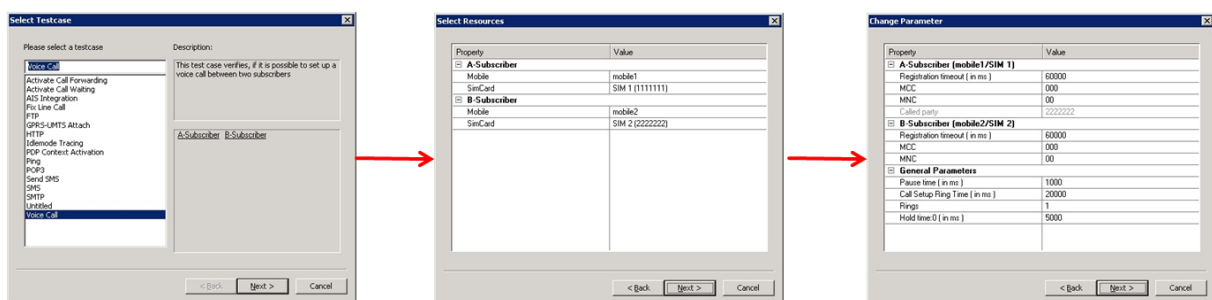 Select Testcase
Please select a testcase
Voice Call
Activate Call Forwarding
Activate Call Waiting
AIS Integration
Fix Line Call
FTP
GPRS-UMTS Attach
HTTP
Idlemode Tracing
PDP Context Activation
Ping
POP3
Send SMS
SMS
SMTP
Untitled
Voice Call
Description:
This test case verifies, if it is possible to set up a
voice call between two subscribers
A-Subscriber B-Subscriber
< Back Next > Cancel
Select Resources
Property Value
A-Subscriber
Mobile mobile1
SimCard SIM 1 (1111111)
B-Subscriber
Mobile mobile2
SimCard SIM 2 (2222222)
< Back Next > Cancel
Change Parameter
Property Value
A-Subscriber (mobile1/SIM 1)
Registration timeout ( in ms ) 60000
MCC 000
MNC 00
Called party 2222222
B-Subscriber (mobile2/SIM 2)
Registration timeout ( in ms ) 60000
MCC 000
MNC 00
General Parameters
Pause time ( in ms ) 1000
Call Setup Ring Time ( in ms ) 20000
Rings 1
Hold time:0 ( in ms ) 5000
< Back Next > Cancel